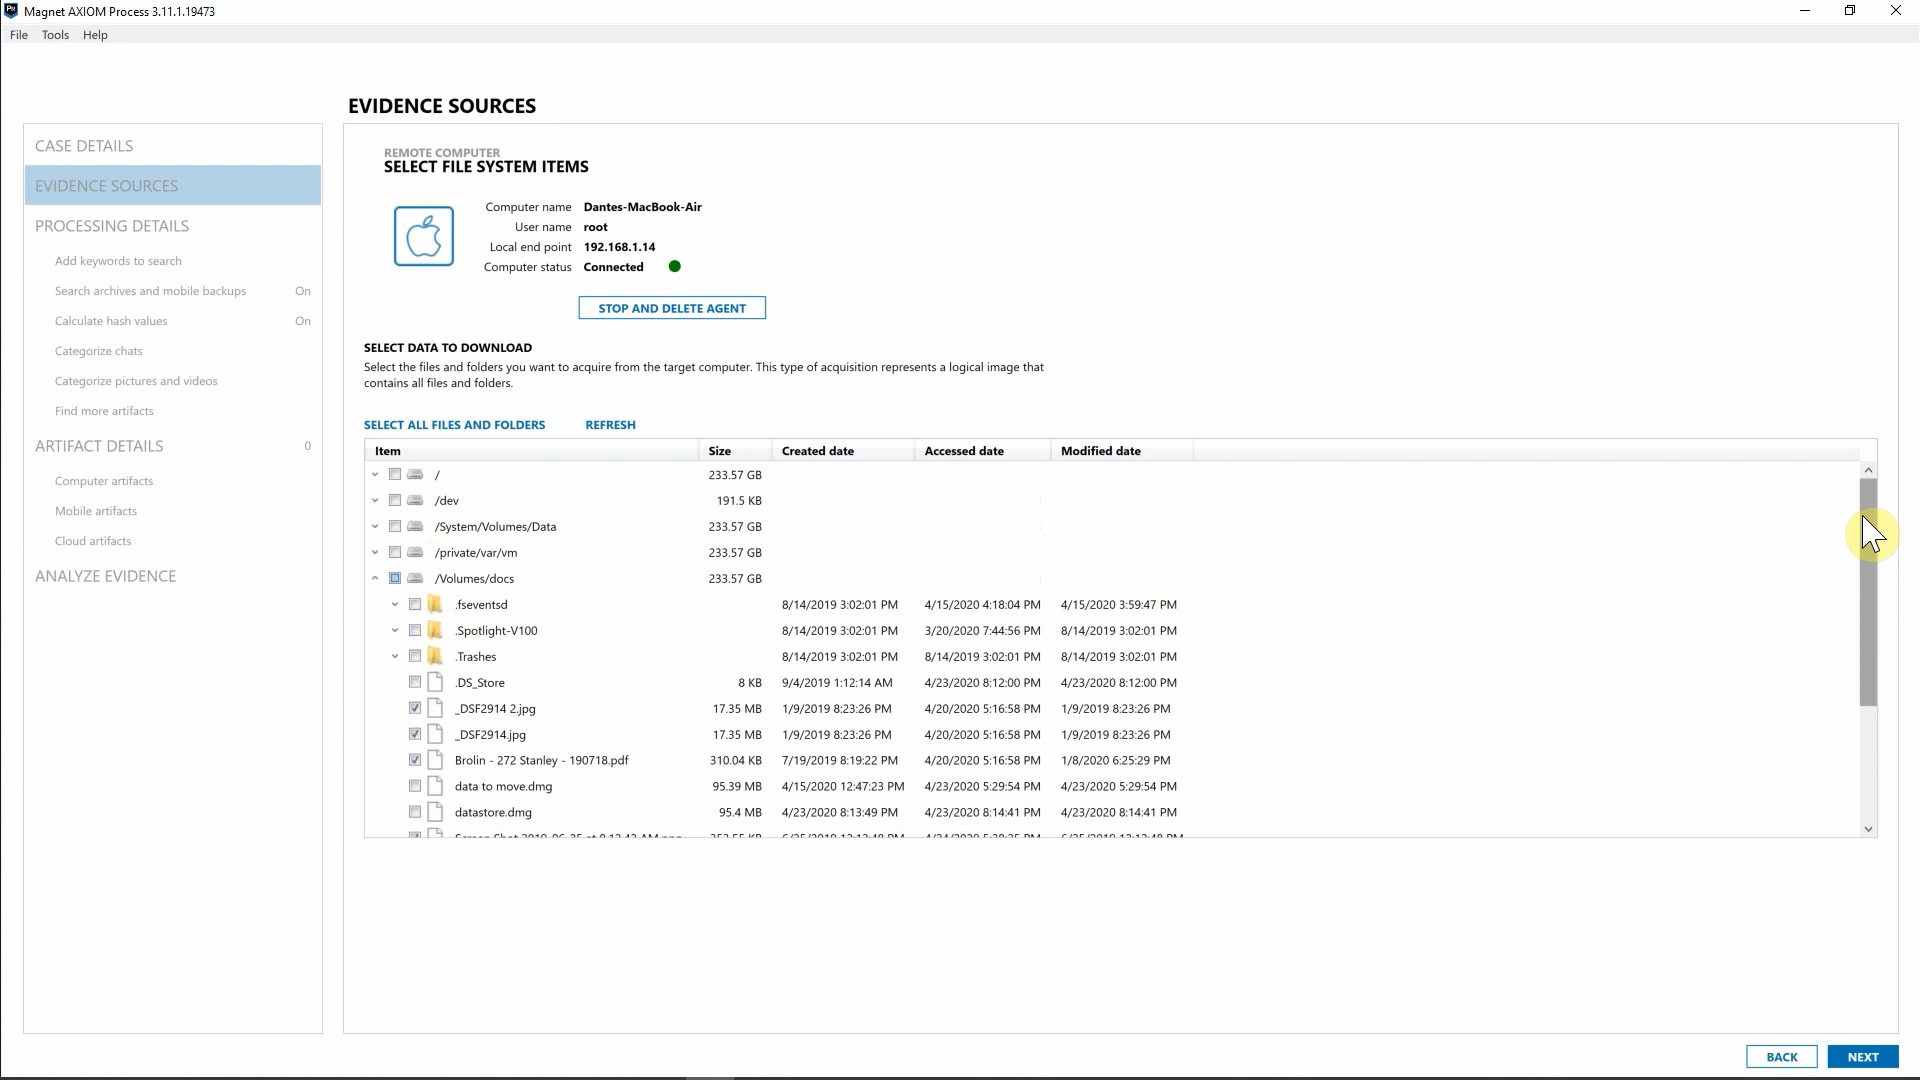 Magnet AXIOM Process 3.11.1.19473
File Tools Help
EVIDENCE SOURCES
CASE DETAILS
EVIDENCE SOURCES
PROCESSING DETAILS
Add keywords to search
Search archives and mobile backups On
Calculate hash values On
Categorize chats
Categorize pictures and videos
Find more artifacts
ARTIFACT DETAILS 0
Computer artifacts
Mobile artifacts
Cloud artifacts
ANALYZE EVIDENCE
REMOTE COMPUTER
SELECT FILE SYSTEM ITEMS
Computer name Dantes-MacBook-Air
User name root
Local end point 192.168.1.14
Computer status Connected
STOP AND DELETE AGENT
SELECT DATA TO DOWNLOAD
Select the files and folders you want to acquire from the target computer. This type of acquisition represents a logical image that
contains all files and folders.
SELECT ALL FILES AND FOLDERS REFRESH
Item Size Created date Accessed date Modified date
/ 233.57 GB
/dev 191.5 KB
/System/Volumes/Data 233.57 GB
/private/var/vm 233.57 GB
/Volumes/docs 233.57 GB
.fseventsd 8/14/2019 3:02:01 PM 4/15/2020 4:18:04 PM 4/15/2020 3:59:47 PM
.Spotlight-V100 8/14/2019 3:02:01 PM 3/20/2020 7:44:56 PM 8/14/2019 3:02:01 PM
.Trashes 8/14/2019 3:02:01 PM 8/14/2019 3:02:01 PM 8/14/2019 3:02:01 PM
.DS_Store 8 KB 9/4/2019 1:12:14 AM 4/23/2020 8:12:00 PM 4/23/2020 8:12:00 PM
_DSF2914 2.jpg 17.35 MB 1/9/2019 8:23:26 PM 4/20/2020 5:16:58 PM 1/9/2019 8:23:26 PM
_DSF2914.jpg 17.35 MB 1/9/2019 8:23:26 PM 4/20/2020 5:16:58 PM 1/9/2019 8:23:26 PM
Brolin - 272 Stanley - 190718.pdf 310.04 KB 7/19/2019 8:19:22 PM 4/20/2020 5:16:58 PM 1/8/2020 6:25:29 PM
data to move.dmg 95.39 MB 4/15/2020 12:47:23 PM 4/23/2020 5:29:54 PM 4/23/2020 5:29:54 PM
datastore.dmg 95.4 MB 4/23/2020 8:13:49 PM 4/23/2020 8:14:41 PM 4/23/2020 8:14:41 PM
BACK NEXT